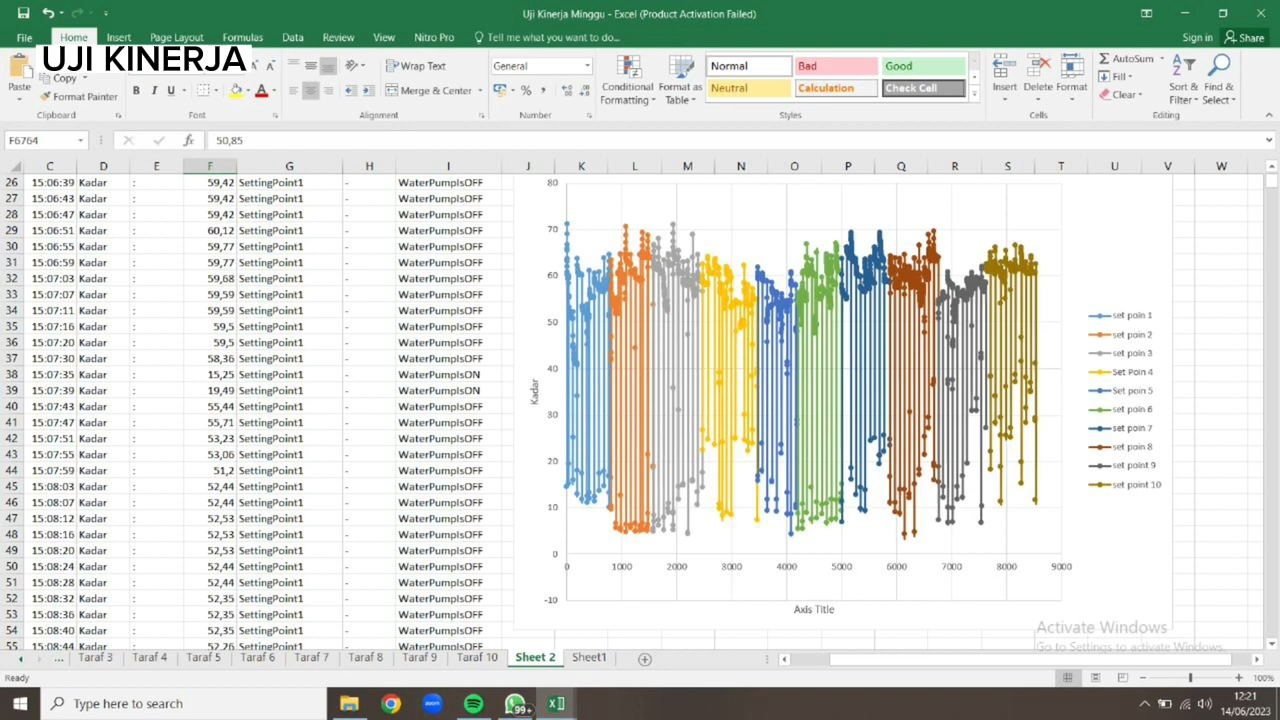 Uji Kinerja Minggu - Excel (Product Activation Failed)
File Home Insert Page Layout Formulas Data Review View Nitro Pro Tell me what you want to do... Sign in Share
UJI KINERJA
Paste Copy Format Painter
B I U A Wrap Text Merge & Center
General % Conditional Formatting Format as Table
Normal Bad Good
Neutral Calculation Check Cell
Insert Delete Format
AutoSum Fill Clear Sort & Filter Find & Select
Clipboard Font Alignment Number Styles Cells Editing
F6764 fx 50,85
C D E F G H I J K L M N O P Q R S T U V W
26 15:06:39 Kadar : 59,42 SettingPoint1 - WaterPumpIsOFF
27 15:06:43 Kadar : 59,42 SettingPoint1 - WaterPumpIsOFF
28 15:06:47 Kadar : 59,42 SettingPoint1 - WaterPumpIsOFF
29 15:06:51 Kadar : 60,12 SettingPoint1 - WaterPumpIsOFF
30 15:06:55 Kadar : 59,77 SettingPoint1 - WaterPumpIsOFF
31 15:06:59 Kadar : 59,77 SettingPoint1 - WaterPumpIsOFF
32 15:07:03 Kadar : 59,68 SettingPoint1 - WaterPumpIsOFF
33 15:07:07 Kadar : 59,59 SettingPoint1 - WaterPumpIsOFF
34 15:07:11 Kadar : 59,59 SettingPoint1 - WaterPumpIsOFF
35 15:07:16 Kadar : 59,5 SettingPoint1 - WaterPumpIsOFF
36 15:07:20 Kadar : 59,5 SettingPoint1 - WaterPumpIsOFF
37 15:07:30 Kadar : 58,36 SettingPoint1 - WaterPumpIsOFF
38 15:07:35 Kadar : 15,25 SettingPoint1 - WaterPumpIsON
39 15:07:39 Kadar : 19,49 SettingPoint1 - WaterPumpIsON
40 15:07:43 Kadar : 55,44 SettingPoint1 - WaterPumpIsOFF
41 15:07:47 Kadar : 55,71 SettingPoint1 - WaterPumpIsOFF
42 15:07:51 Kadar : 53,23 SettingPoint1 - WaterPumpIsOFF
43 15:07:55 Kadar : 53,06 SettingPoint1 - WaterPumpIsOFF
44 15:07:59 Kadar : 51,2 SettingPoint1 - WaterPumpIsOFF
45 15:08:03 Kadar : 52,44 SettingPoint1 - WaterPumpIsOFF
46 15:08:07 Kadar : 52,44 SettingPoint1 - WaterPumpIsOFF
47 15:08:12 Kadar : 52,53 SettingPoint1 - WaterPumpIsOFF
48 15:08:16 Kadar : 52,53 SettingPoint1 - WaterPumpIsOFF
49 15:08:20 Kadar : 52,53 SettingPoint1 - WaterPumpIsOFF
50 15:08:24 Kadar : 52,44 SettingPoint1 - WaterPumpIsOFF
51 15:08:28 Kadar : 52,44 SettingPoint1 - WaterPumpIsOFF
52 15:08:32 Kadar : 52,35 SettingPoint1 - WaterPumpIsOFF
53 15:08:36 Kadar : 52,35 SettingPoint1 - WaterPumpIsOFF
54 15:08:40 Kadar : 52,35 SettingPoint1 - WaterPumpIsOFF
55 15:08:44 Kadar : 52,26 SettingPoint1 - WaterPumpIsOFF
80
70
60
50
40
30
20
10
0
-10
Kadar
0 1000 2000 3000 4000 5000 6000 7000 8000 9000
Axis Title
set poin 1
set poin 2
set poin 3
Set Poin 4
Set poin 5
set poin 6
set poin 7
set poin 8
set point 9
set point 10
Activate Windows
Go to Settings to activate Windows.
... Taraf 3 Taraf 4 Taraf 5 Taraf 6 Taraf 7 Taraf 8 Taraf 9 Taraf 10 Sheet 2 Sheet1
Ready 100%
Type here to search 99+ 12:21
14/06/2023